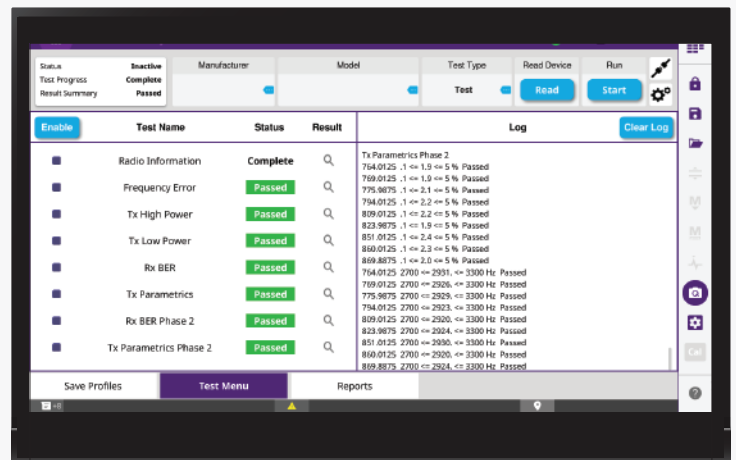 Status Inactive
Test Progress Complete
Result Summary Passed
Manufacturer
Model
Test Type
Test
Read Device
Read
Run
Start
Enable Test Name Status Result
Log
Clear Log
Radio Information Complete
Frequency Error Passed
Tx High Power Passed
Tx Low Power Passed
Rx BER Passed
Tx Parametrics Passed
Rx BER Phase 2 Passed
Tx Parametrics Phase 2 Passed
Tx Parametrics Phase 2
764.0125 .1 <= 1.9 <= 5 % Passed
769.0125 .1 <= 1.9 <= 5 % Passed
775.9875 .1 <= 2.1 <= 5 % Passed
794.0125 .1 <= 2.2 <= 5 % Passed
809.0125 .1 <= 2.2 <= 5 % Passed
823.9875 .1 <= 1.9 <= 5 % Passed
851.0125 .1 <= 2.4 <= 5 % Passed
860.0125 .1 <= 2.3 <= 5 % Passed
869.8875 .1 <= 2.0 <= 5 % Passed
764.0125 2700 <= 2931. <= 3300 Hz Passed
769.0125 2700 <= 2926. <= 3300 Hz Passed
775.9875 2700 <= 2929. <= 3300 Hz Passed
794.0125 2700 <= 2923. <= 3300 Hz Passed
809.0125 2700 <= 2920. <= 3300 Hz Passed
823.9875 2700 <= 2924. <= 3300 Hz Passed
851.0125 2700 <= 2930. <= 3300 Hz Passed
860.0125 2700 <= 2920. <= 3300 Hz Passed
869.8875 2700 <= 2924. <= 3300 Hz Passed
M
M
Cal
Save Profiles
Test Menu
Reports
+8